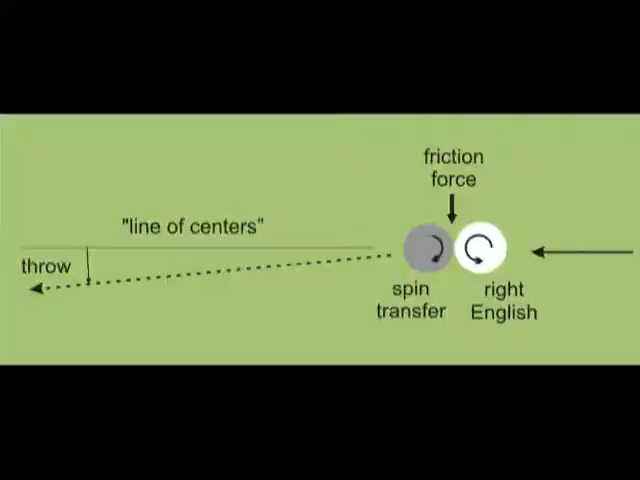 friction
force
"line of centers"
throw
spin
transfer
right
English